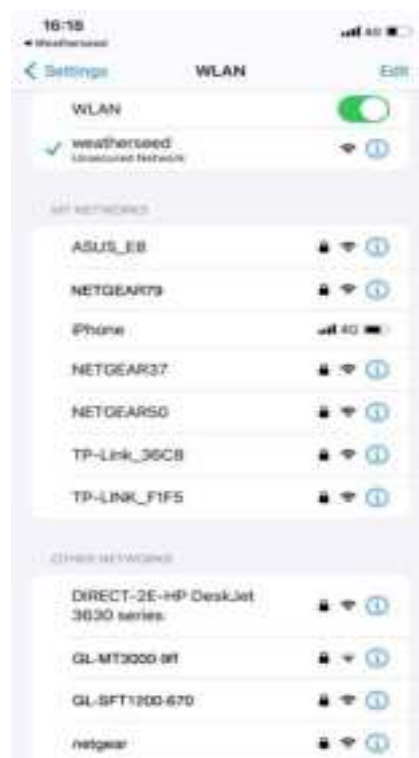 16:18
4G
Weatherseed
Settings WLAN Edit
WLAN
weatherseed
Unsecured Network
MY NETWORKS
ASUS_E8
NETGEAR79
iPhone 4G
NETGEAR37
NETGEAR50
TP-Link_36C8
TP-LINK_F1F5
OTHER NETWORKS
DIRECT-2E-HP DeskJet
3630 series
GL-MT3000-9ff
GL-SFT1200-670
netgear